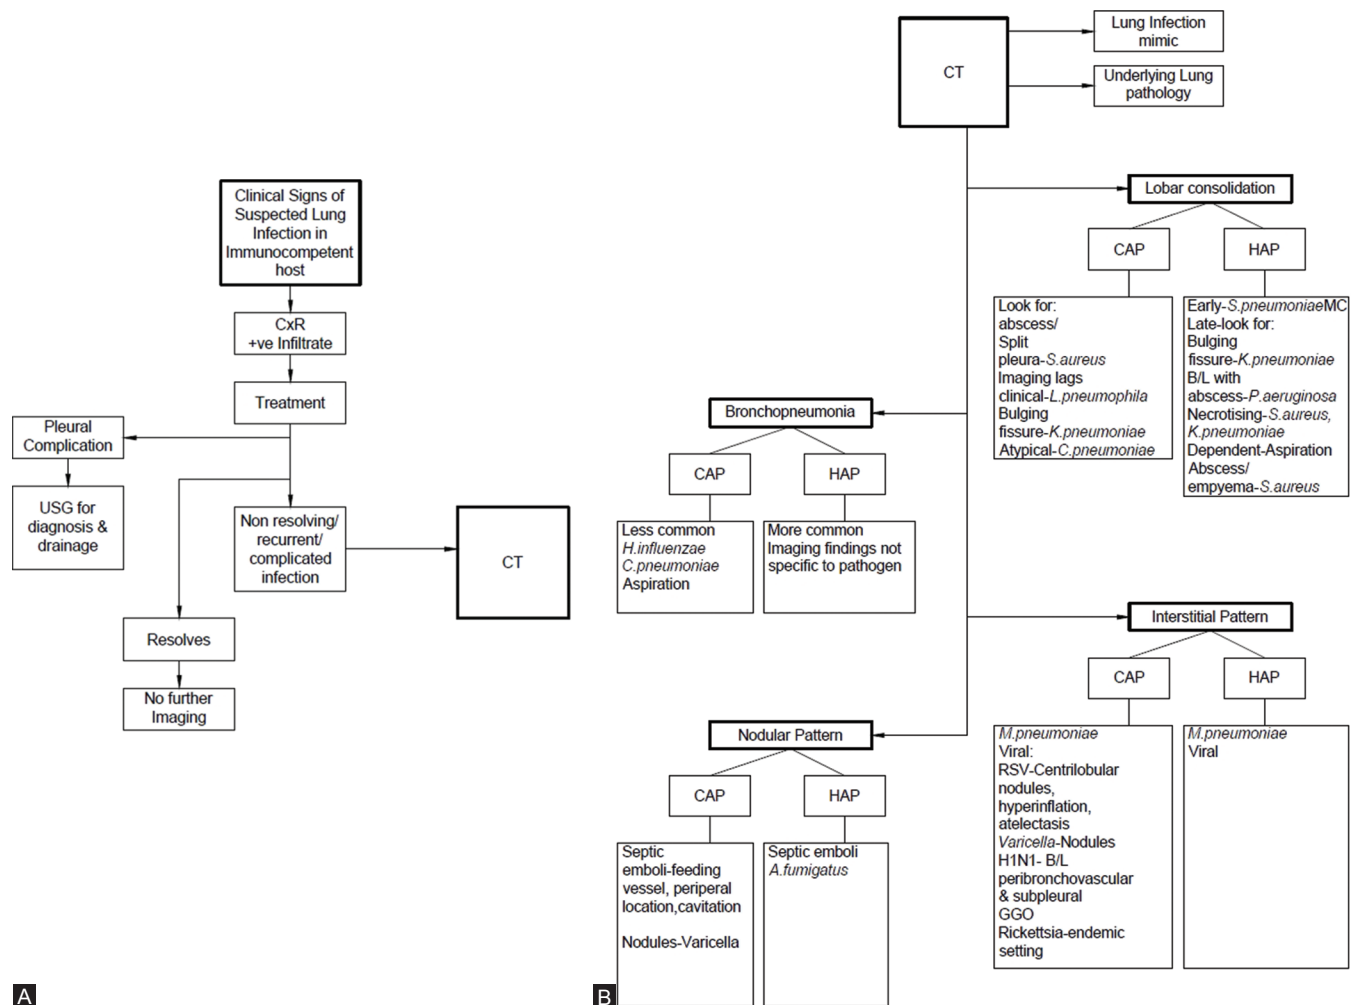 Clinical Signs of
Suspected Lung
Infection in
Immunocompetent
host
CxR
+ve Infiltrate
Treatment
Pleural
Complication
USG for
diagnosis &
drainage
Non resolving/
recurrent/
complicated
infection
CT
Resolves
No further
Imaging
A
CT
Lung Infection
mimic
Underlying Lung
pathology
Lobar consolidation
CAP
HAP
Look for:
abscess/
Split
pleura-S.aureus
Imaging lags
clinical-L.pneumophila
Bulging
fissure-K.pneumoniae
Atypical-C.pneumoniae
Early-S.pneumoniaeMC
Late-look for:
Bulging
fissure-K.pneumoniae
B/L with
abscess-P.aeruginosa
Necrotising-S.aureus,
K.pneumoniae
Dependent-Aspiration
Abscess/
empyema-S.aureus
Bronchopneumonia
CAP
HAP
Less common
H.influenzae
C.pneumoniae
Aspiration
More common
Imaging findings not
specific to pathogen
Interstitial Pattern
CAP
HAP
M.pneumoniae
Viral:
RSV-Centrilobular
nodules,
hyperinflation,
atelectasis
Varicella-Nodules
H1N1- B/L
peribronchovascular
& subpleural
GGO
Rickettsia-endemic
setting
M.pneumoniae
Viral
Nodular Pattern
CAP
HAP
Septic
emboli-feeding
vessel, periperal
location,cavitation
Nodules-Varicella
Septic emboli
A.fumigatus
B